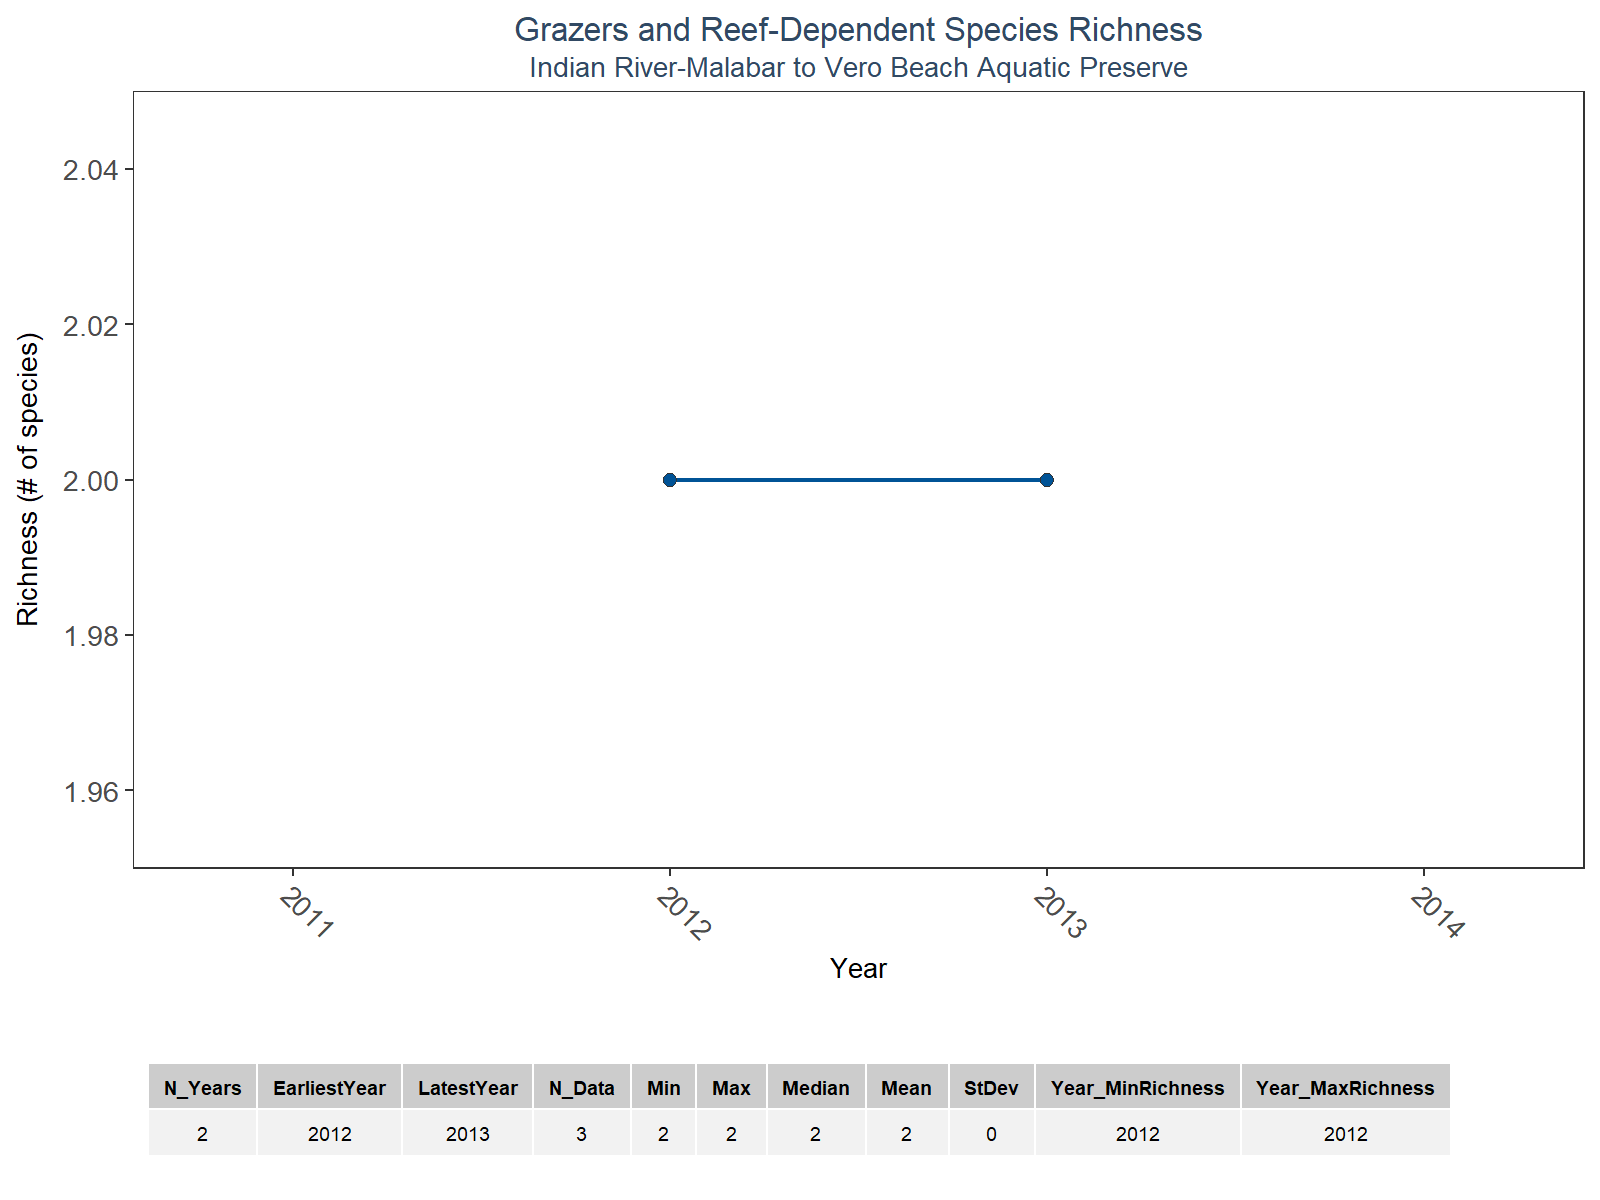 Grazers and Reef-Dependent Species Richness
Indian River-Malabar to Vero Beach Aquatic Preserve
Richness (# of species)
2.04
2.02
2.00
1.98
1.96
2011 2012 2013 2014
Year
N_Years EarliestYear LatestYear N_Data Min Max Median Mean StDev Year_MinRichness Year_MaxRichness
2 2012 2013 3 2 2 2 2 0 2012 2012